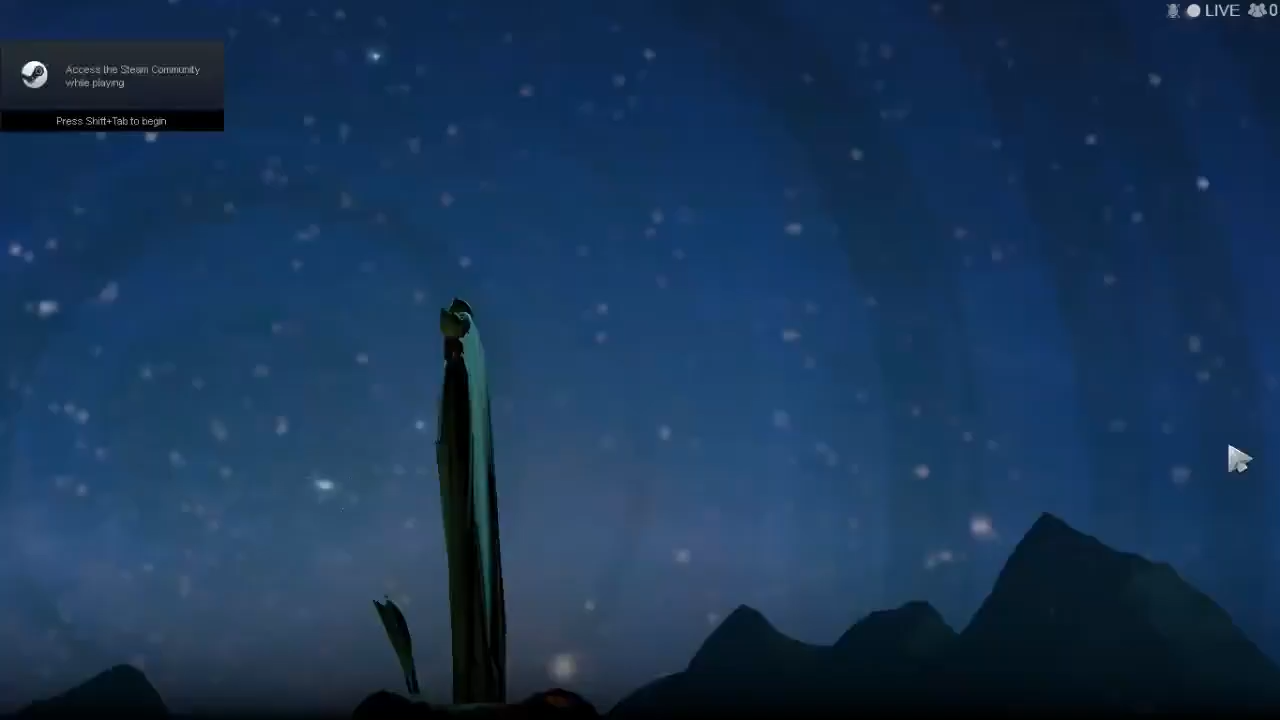 LIVE 0
Access the Steam Community
while playing
Press Shift+Tab to begin